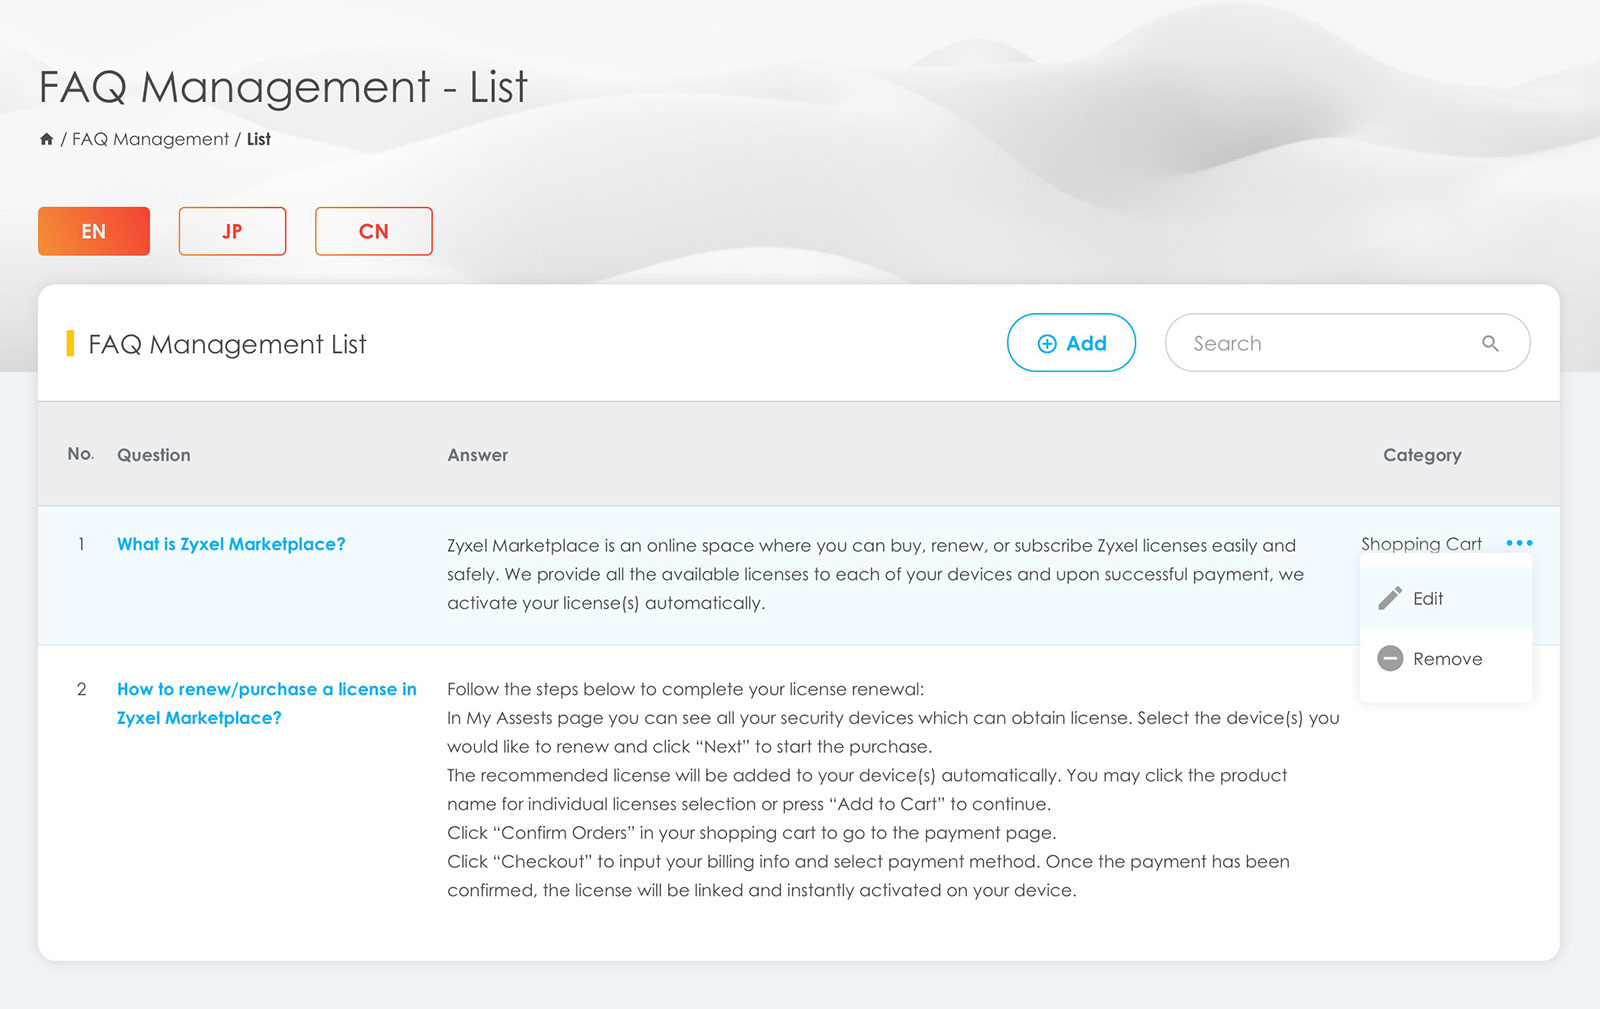 FAQ Management - List
/ FAQ Management / List
EN
JP
CN
FAQ Management List
Add
Search
No.
Question
Answer
Category
1
What is Zyxel Marketplace?
Zyxel Marketplace is an online space where you can buy, renew, or subscribe Zyxel licenses easily and
safely. We provide all the available licenses to each of your devices and upon successful payment, we
activate your license(s) automatically.
Shopping Cart
Edit
Remove
2
How to renew/purchase a license in
Zyxel Marketplace?
Follow the steps below to complete your license renewal:
In My Assests page you can see all your security devices which can obtain license. Select the device(s) you
would like to renew and click “Next” to start the purchase.
The recommended license will be added to your device(s) automatically. You may click the product
name for individual licenses selection or press “Add to Cart” to continue.
Click “Confirm Orders” in your shopping cart to go to the payment page.
Click “Checkout” to input your billing info and select payment method. Once the payment has been
confirmed, the license will be linked and instantly activated on your device.